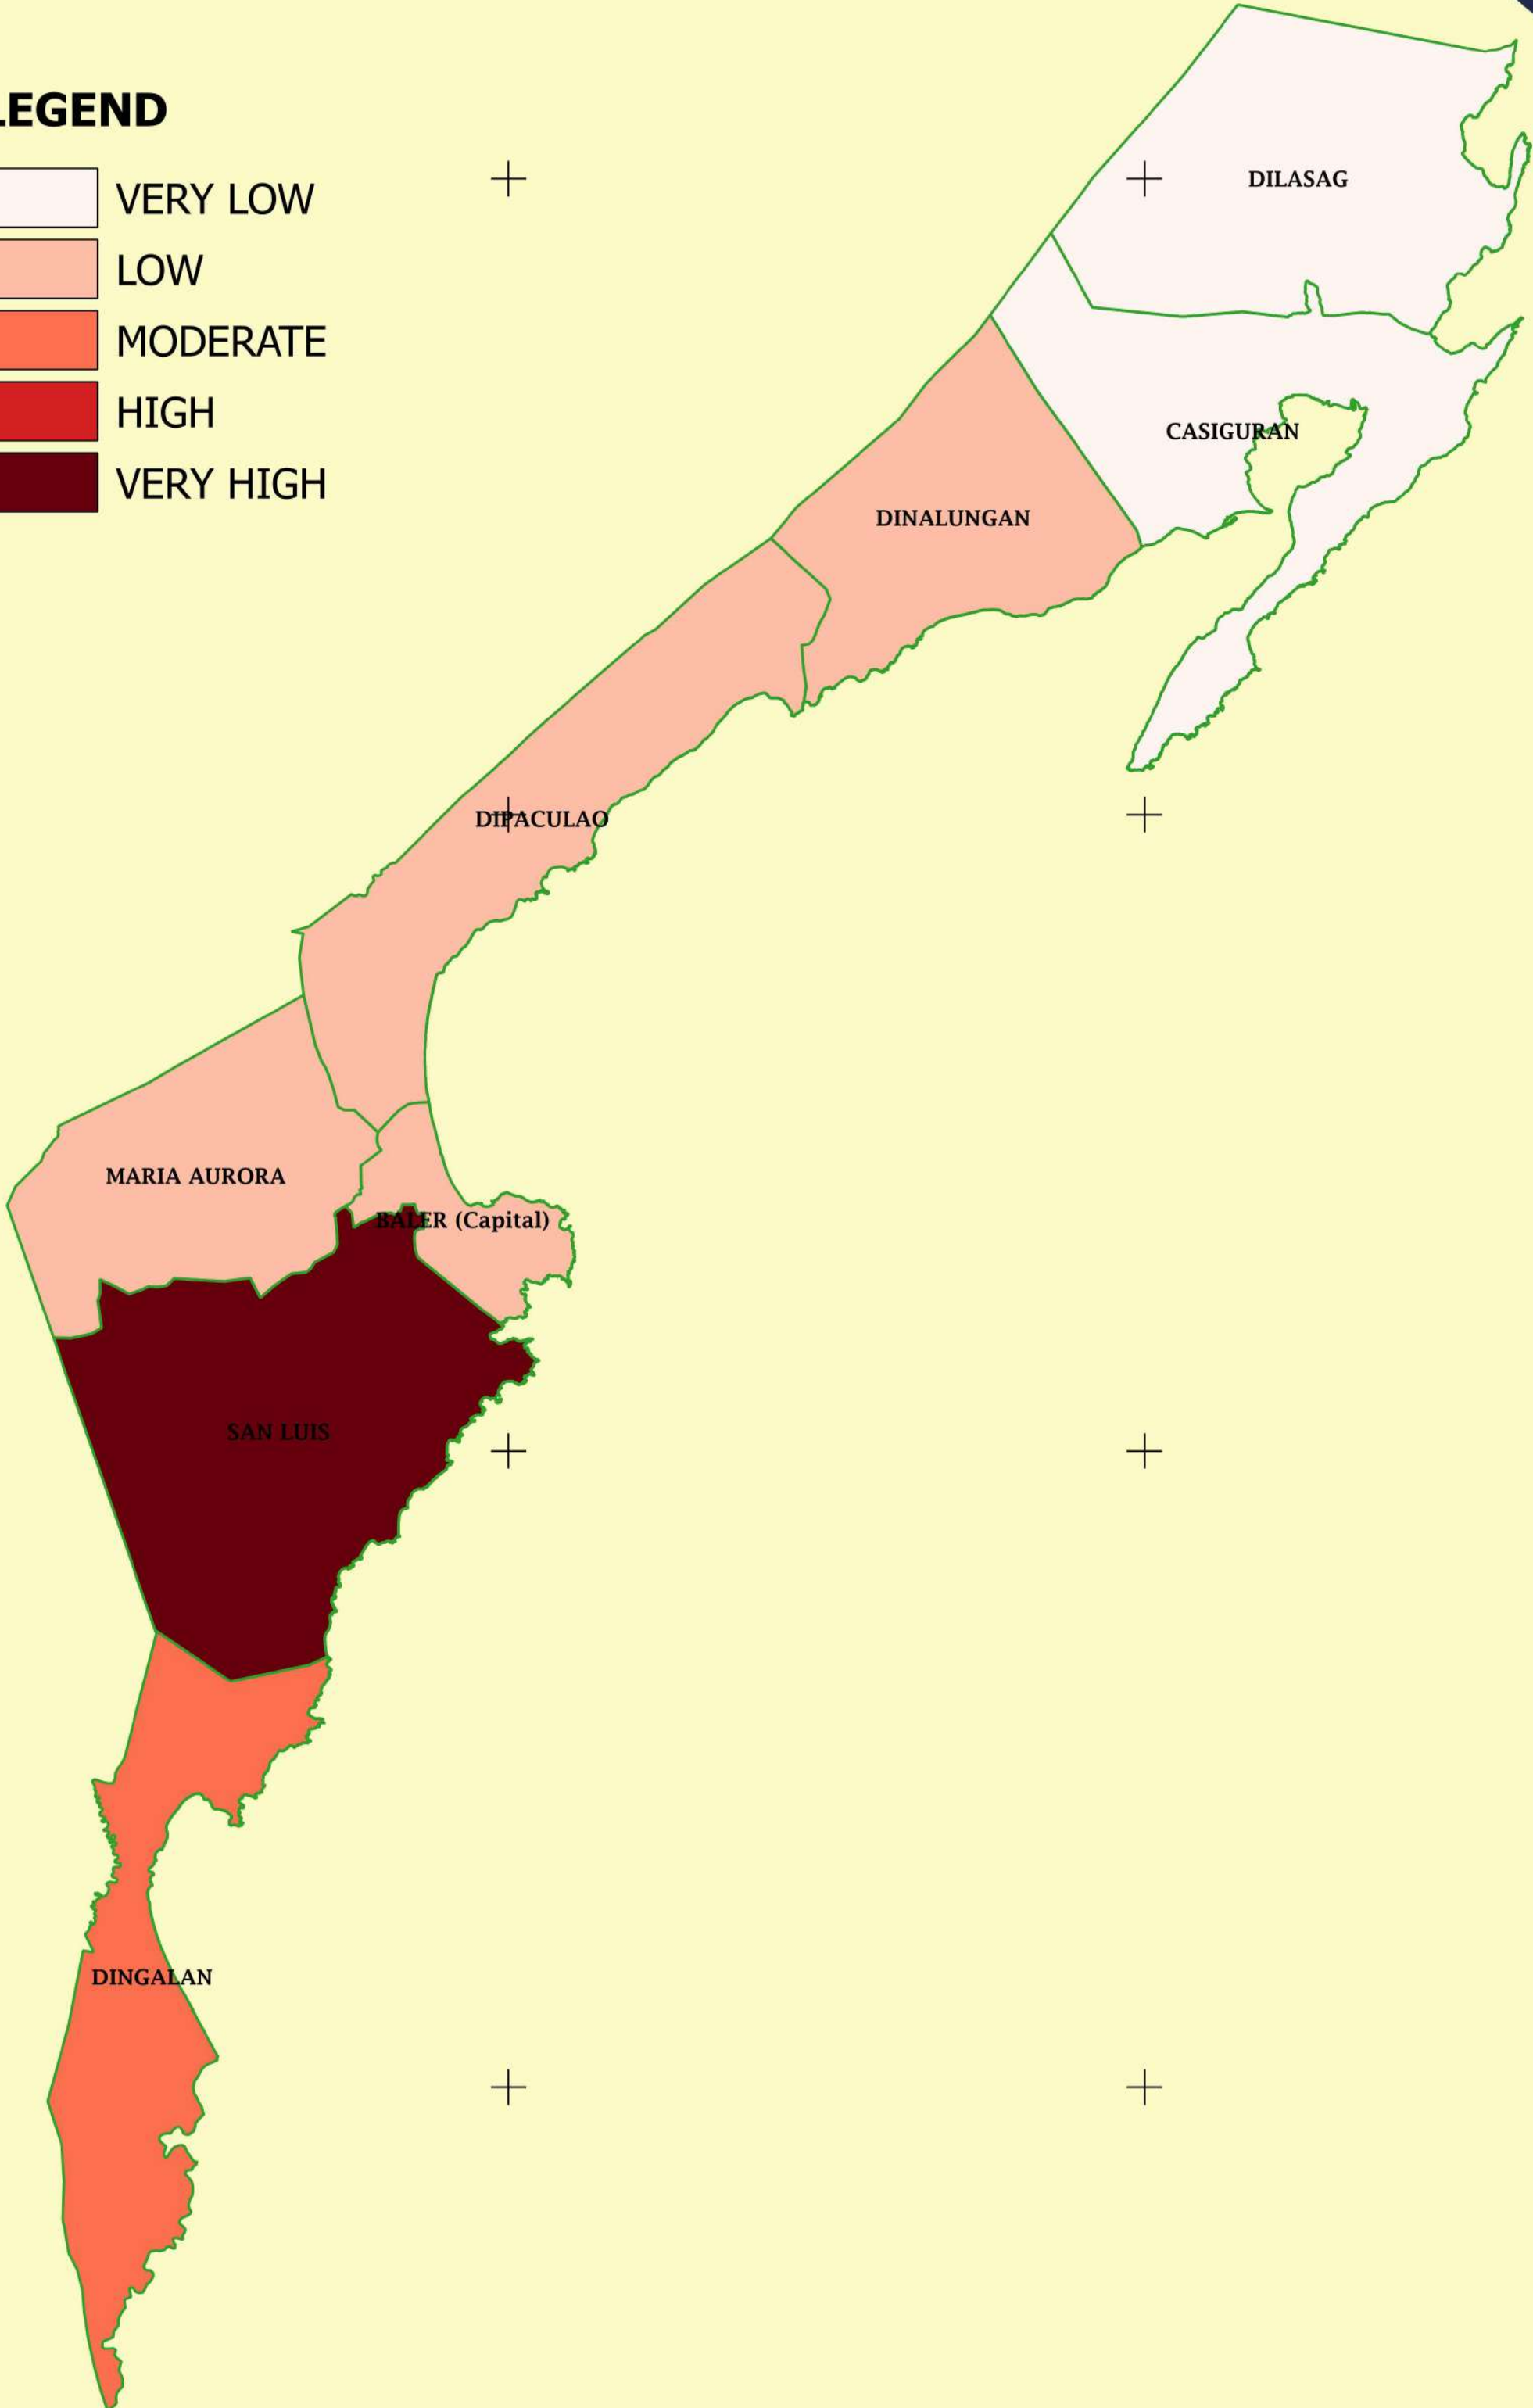 LEGEND
VERY LOW
LOW
MODERATE
HIGH
VERY HIGH
DILASAG
CASIGURAN
DINALUNGAN
DIPACULAO
MARIA AURORA
BALER (Capital)
SAN LUIS
DINGALAN